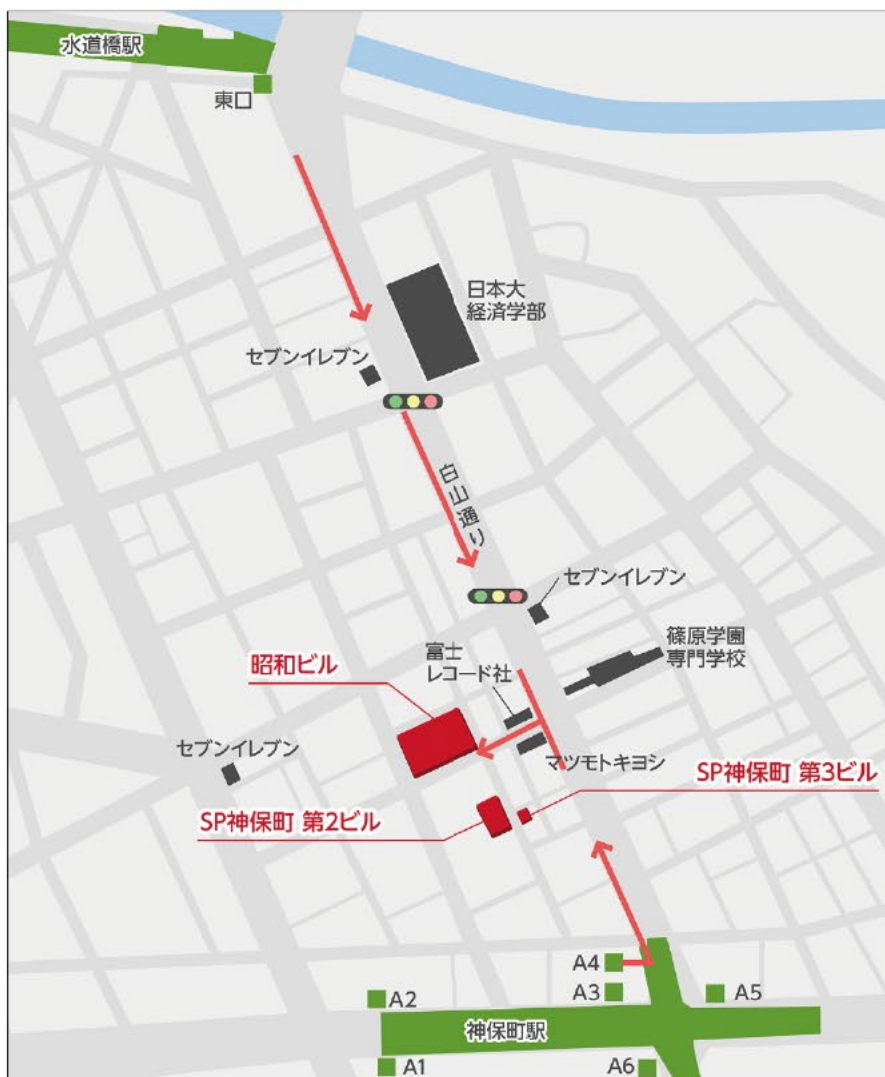 水道橋駅
東口
日本大
経済学部
セブンイレブン
白山通り
セブンイレブン
篠原学園
専門学校
富士
レコード社
昭和ビル
セブンイレブン
マツモトキヨシ
SP神保町 第3ビル
SP神保町 第2ビル
A4
A3
A5
A2
神保町駅
A1
A6